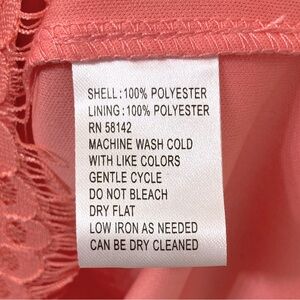 SHELL: 100% POLYESTER
LINING: 100% POLYESTER
RN 58142
MACHINE WASH COLD
WITH LIKE COLORS
GENTLE CYCLE
DO NOT BLEACH
DRY FLAT
LOW IRON AS NEEDED
CAN BE DRY CLEANED